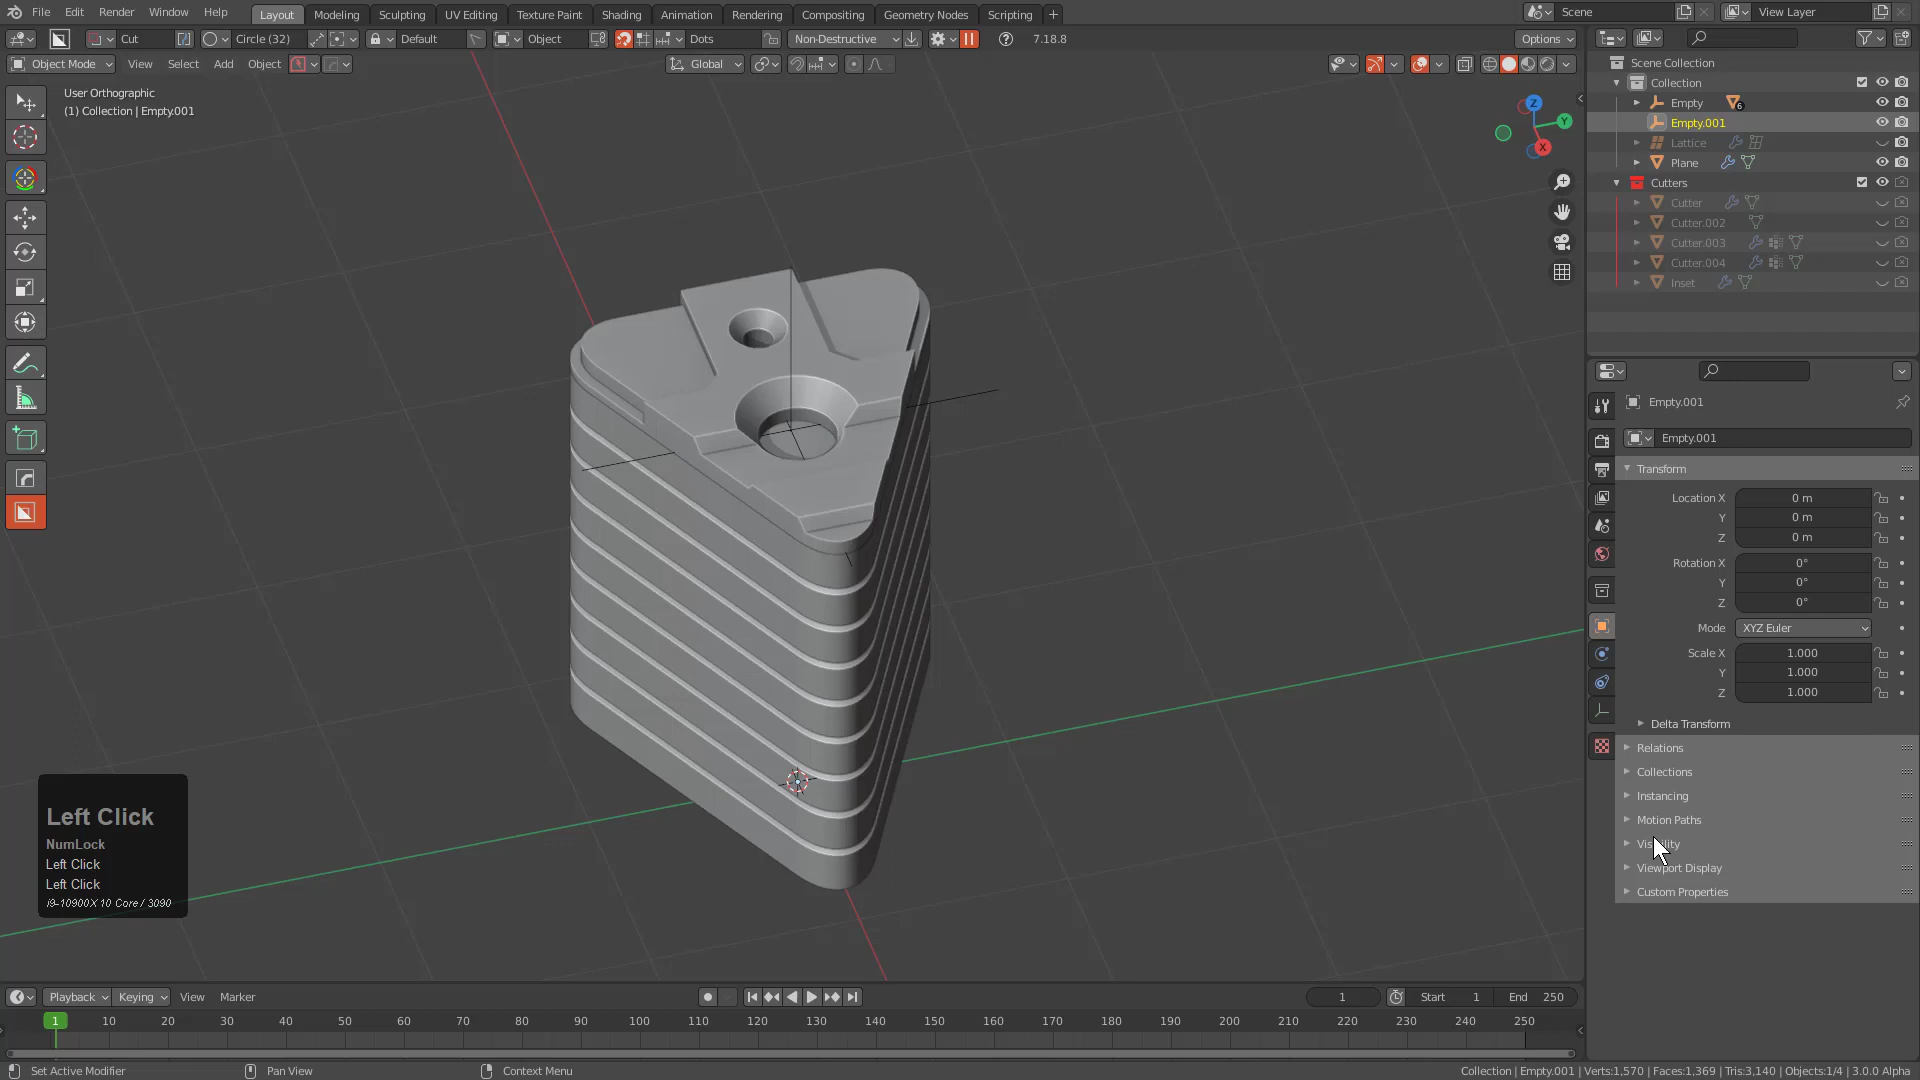 File Edit Render Window Help Layout Modeling Sculpting UV Editing Texture Paint Shading Animation Rendering Compositing Geometry Nodes Scripting Scene View Layer
Cut Circle (32) Default Object Dots Non-Destructive 7.18.8 Options
Object Mode View Select Add Object Global
User Orthographic
(1) Collection | Empty.001
Z
Y
X
Scene Collection
Collection
Empty 6
Empty.001
Lattice
Plane
Cutters
Cutter
Cutter.002
Cutter.003
Cutter.004
Inset
Empty.001
Empty.001
Transform
Location X 0 m
Y 0 m
Z 0 m
Rotation X 0°
Y 0°
Z 0°
Mode XYZ Euler
Scale X 1.000
Y 1.000
Z 1.000
Delta Transform
Relations
Collections
Instancing
Motion Paths
Visibility
Viewport Display
Custom Properties
Left Click
NumLock
Left Click
Left Click
i9-10900X 10 Core / 3090
Playback Keying View Marker 1 Start 1 End 250
1 10 20 30 40 50 60 70 80 90 100 110 120 130 140 150 160 170 180 190 200 210 220 230 240 250
Set Active Modifier Pan View Context Menu Collection | Empty.001 | Verts:1,570 | Faces:1,369 | Tris:3,140 | Objects:1/4 | 3.0.0 Alpha